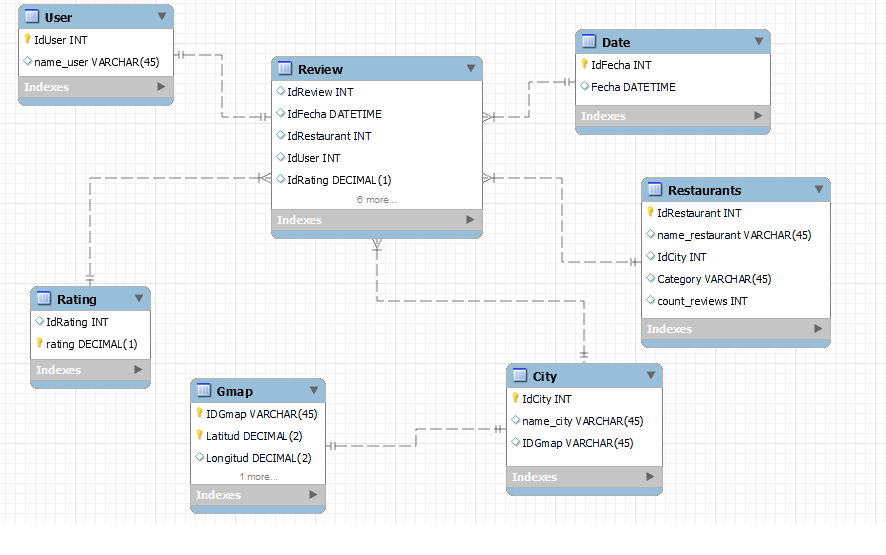 User
IdUser INT
name_user VARCHAR(45)
Indexes
Review
IdReview INT
IdFecha DATETIME
IdRestaurant INT
IdUser INT
IdRating DECIMAL(1)
6 more...
Indexes
Date
IdFecha INT
Fecha DATETIME
Indexes
Restaurants
IdRestaurant INT
name_restaurant VARCHAR(45)
IdCity INT
Category VARCHAR(45)
count_reviews INT
Indexes
Rating
IdRating INT
rating DECIMAL(1)
Indexes
Gmap
IDGmap VARCHAR(45)
Latitud DECIMAL(2)
Longitud DECIMAL(2)
1 more...
Indexes
City
IdCity INT
name_city VARCHAR(45)
IDGmap VARCHAR(45)
Indexes